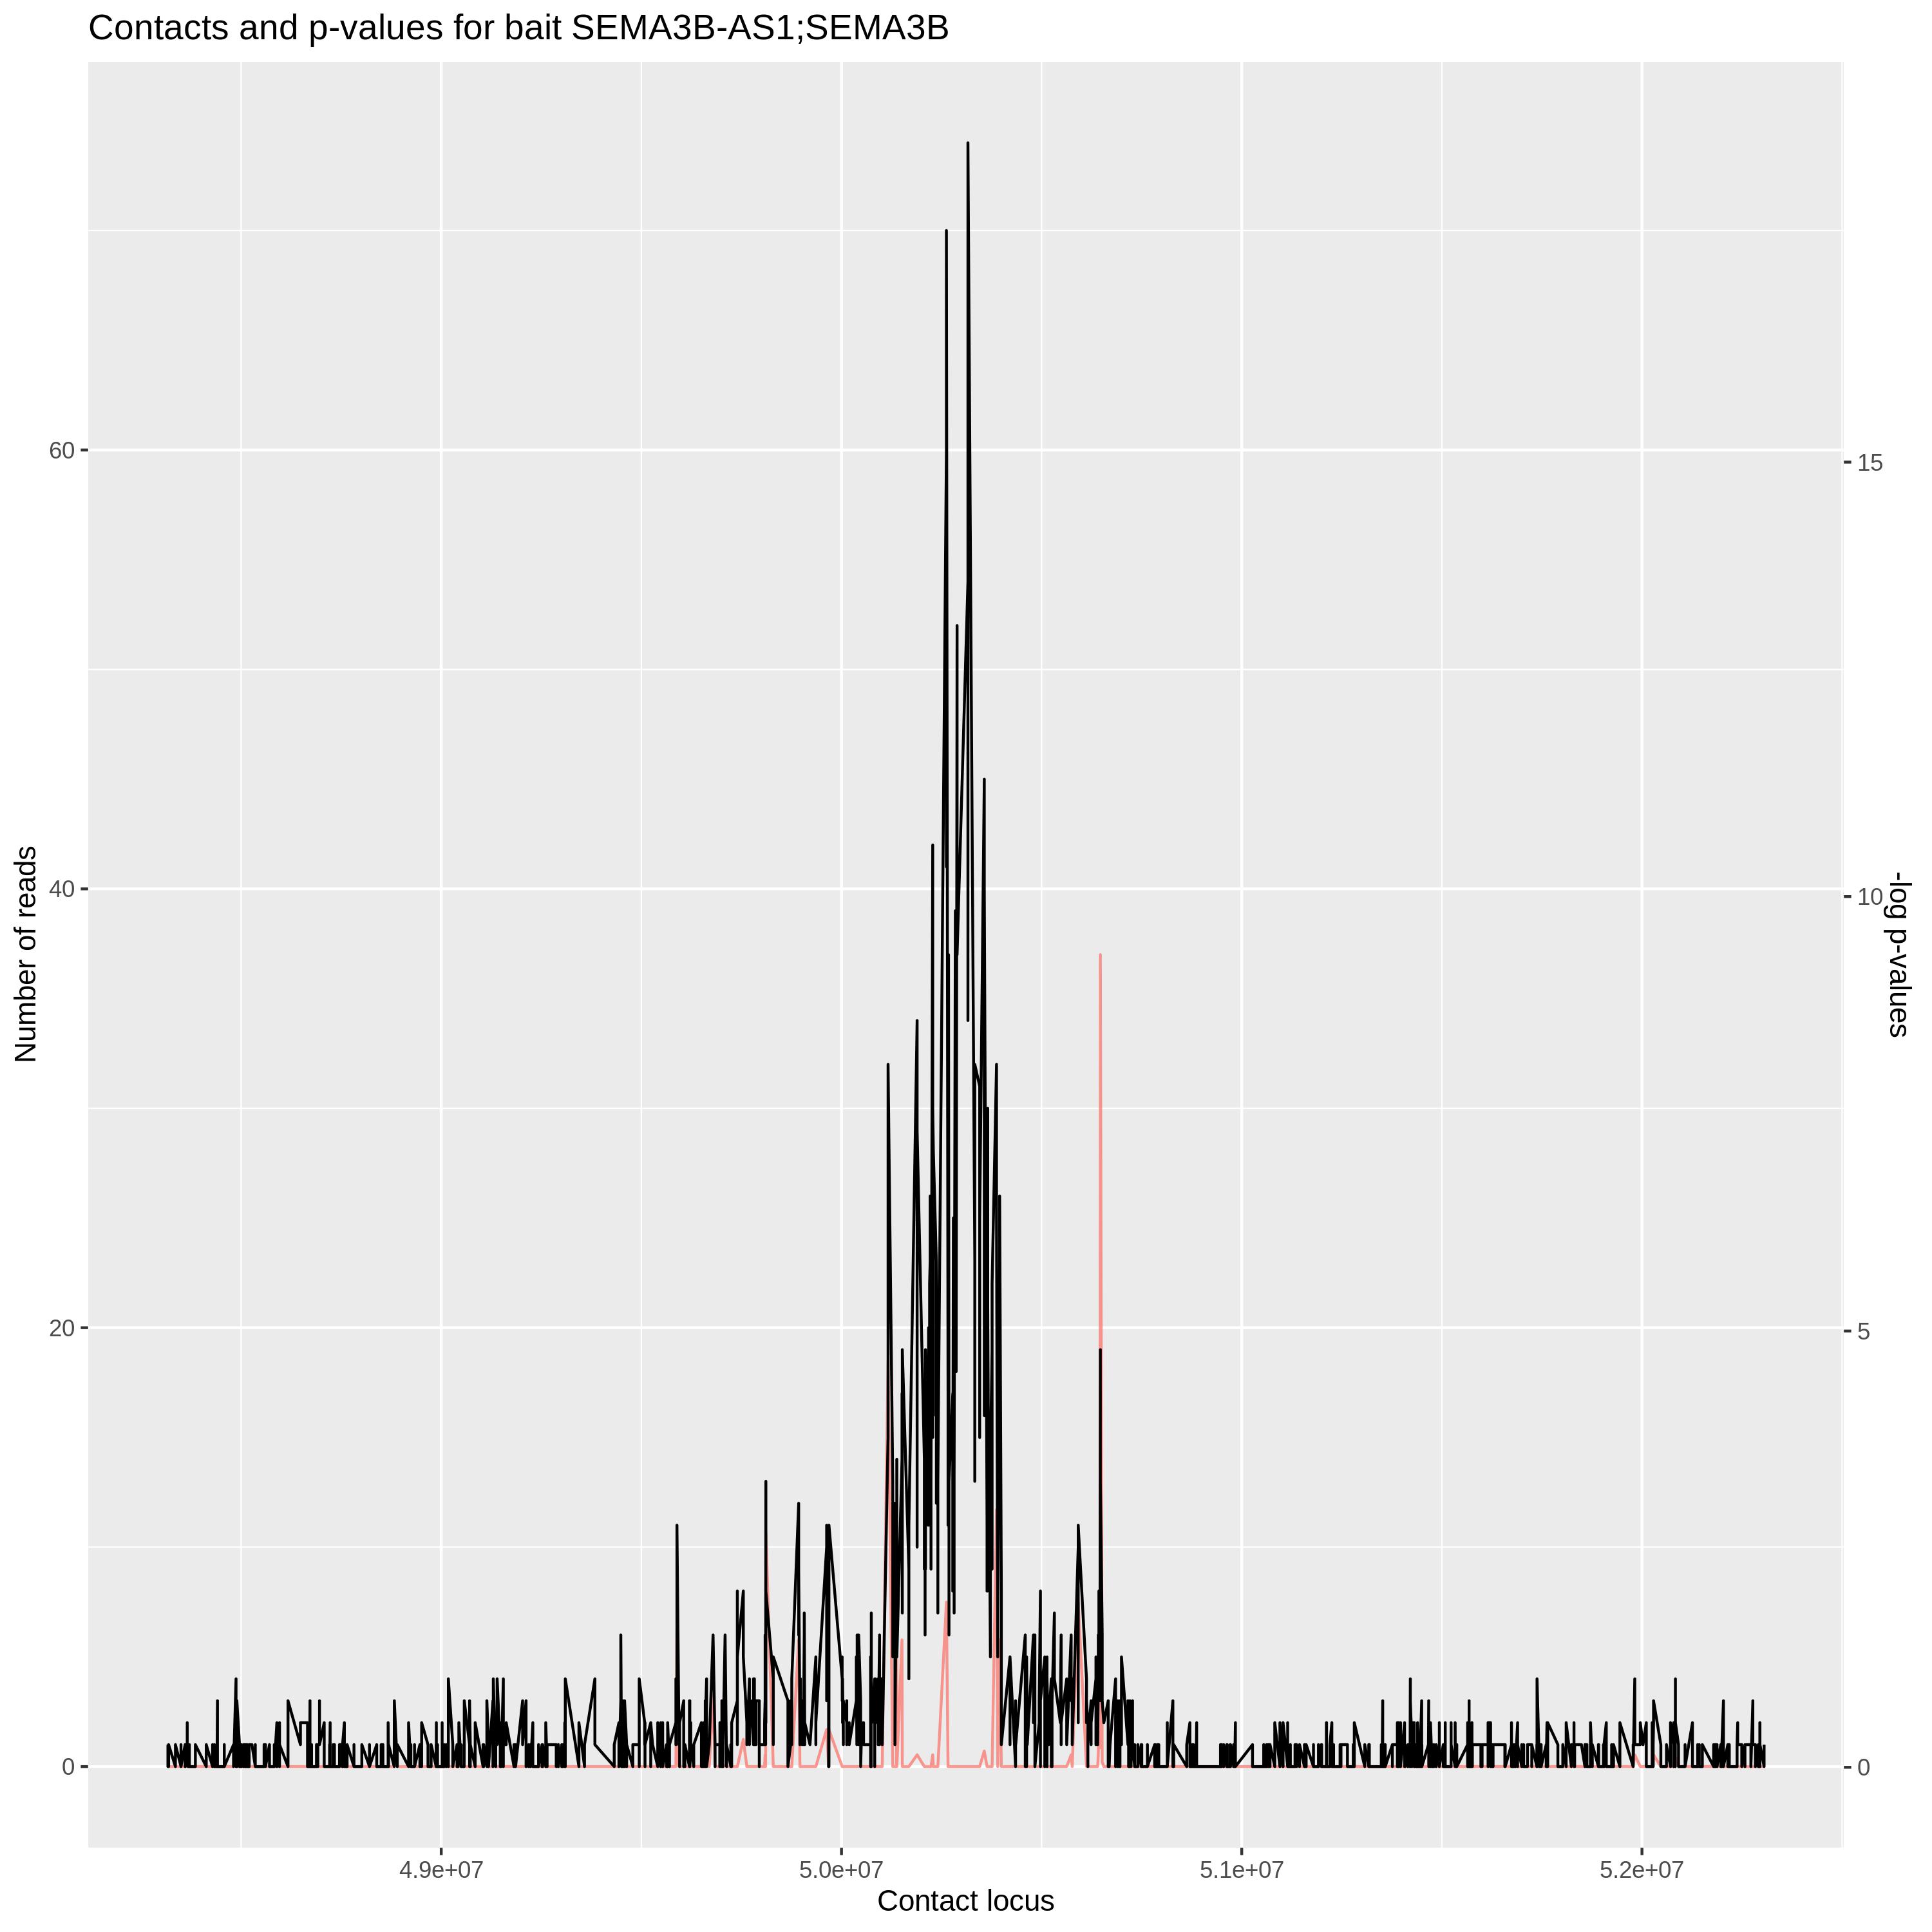 Contacts and p-values for bait SEMA3B-AS1;SEMA3B
60
40
20
0
15
10
5
0
Number of reads
-log p-values
4.9e+07 5.0e+07 5.1e+07 5.2e+07
Contact locus